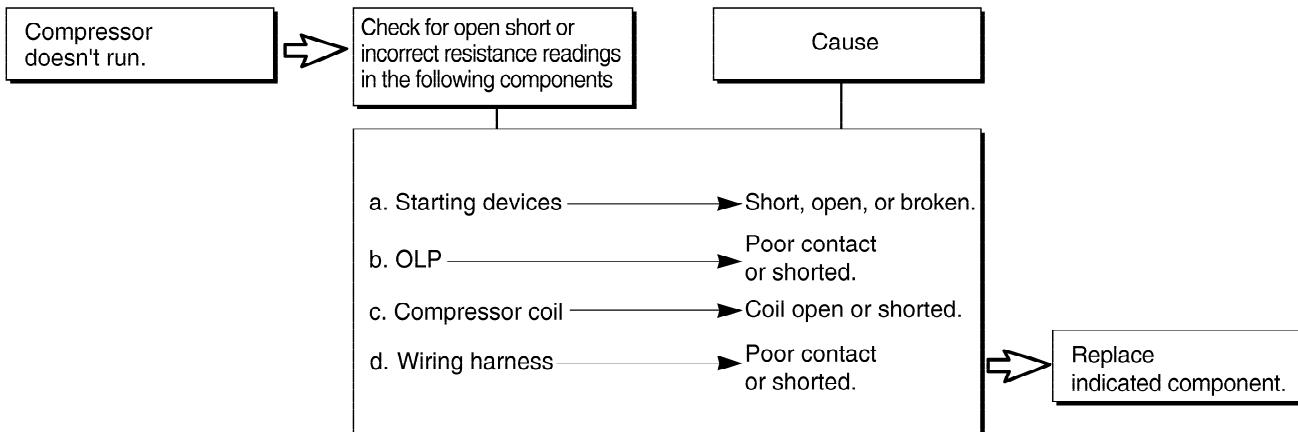 Compressor
doesn't run.
Check for open short or
incorrect resistance readings
in the following components
Cause
a. Starting devices
Short, open, or broken.
b. OLP
Poor contact
or shorted.
c. Compressor coil
Coil open or shorted.
d. Wiring harness
Poor contact
or shorted.
Replace
indicated component.